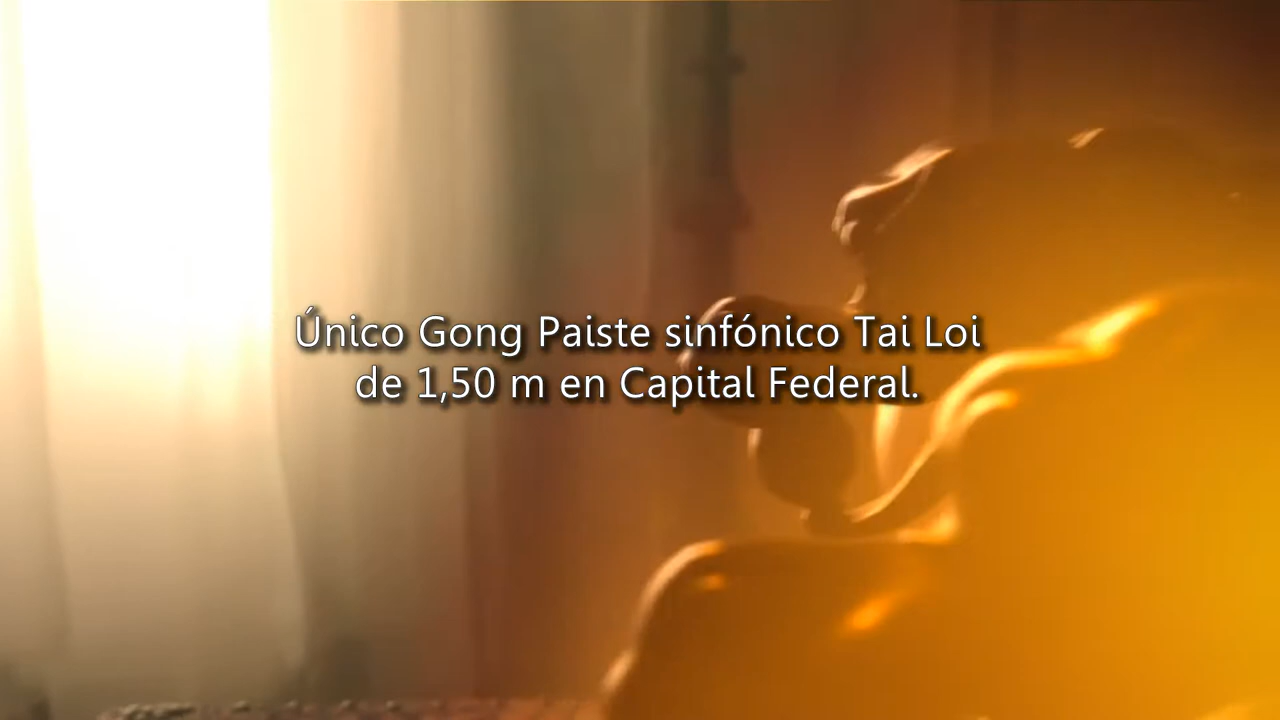 Único Gong Paiste sinfónico Tai Loi
de 1,50 m en Capital Federal.